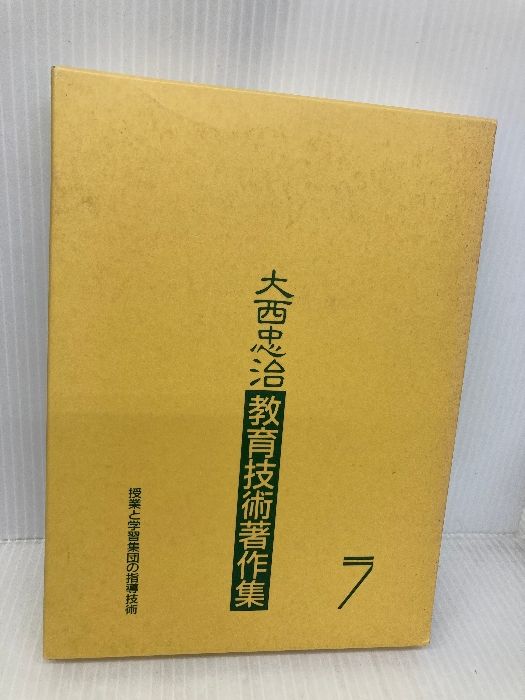 大西忠治
教育技術著作集
7
授業と学習集団の指導技術